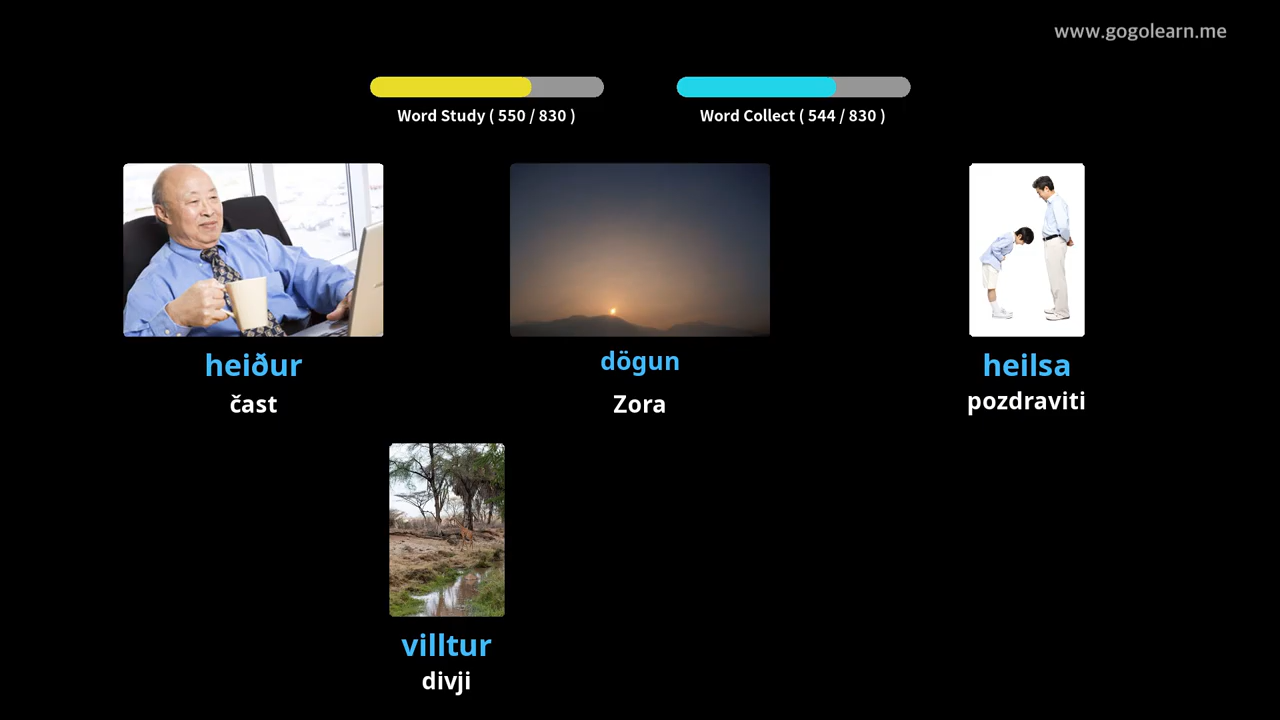 www.gogolearn.me
Word Study ( 550 / 830 )
Word Collect ( 544 / 830 )
heiður
čast
dögun
Zora
heilsa
pozdraviti
villtur
divji